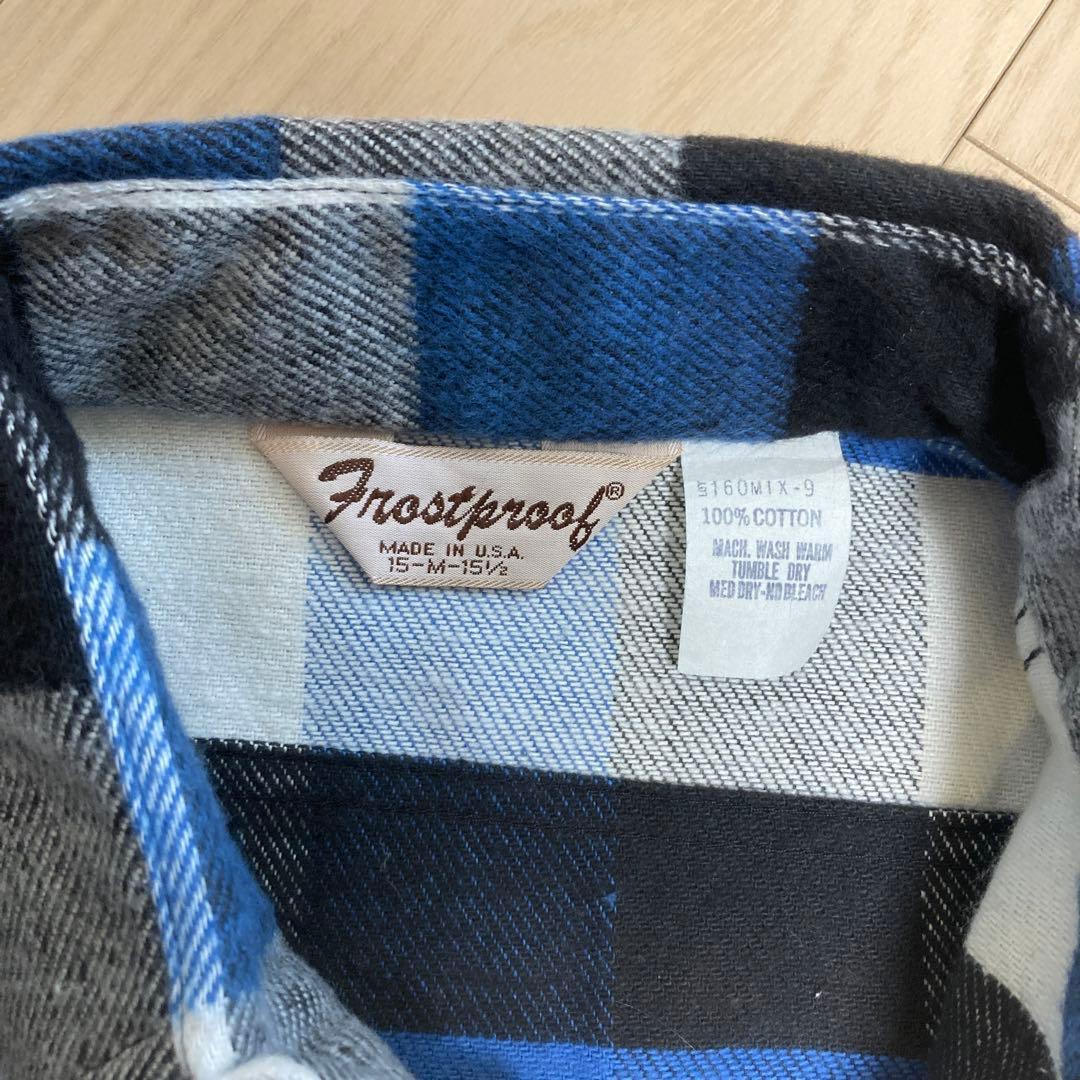 Frostproof®
MADE IN U.S.A.
15-M-15½
160MIX-9
100% COTTON
MACH. WASH WARM
TUMBLE DRY
MED DRY-NO BLEACH